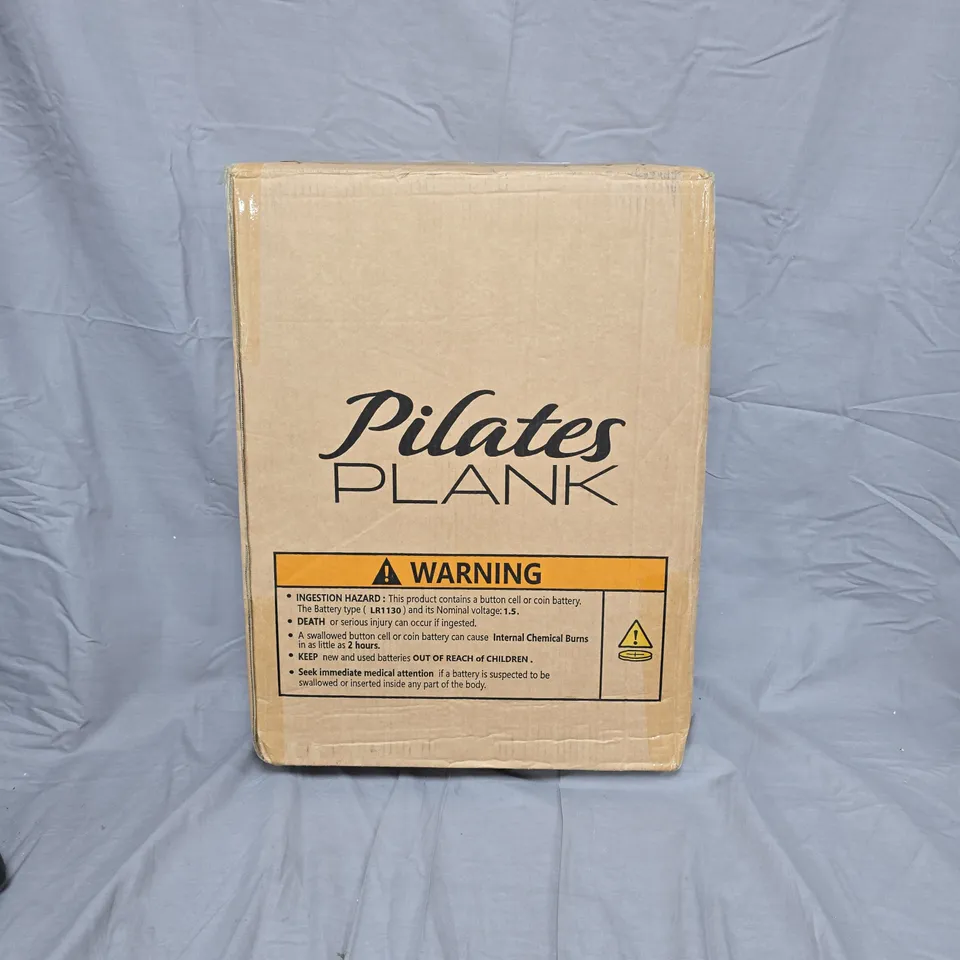 Pilates
PLANK
WARNING
• INGESTION HAZARD : This product contains a button cell or coin battery.
The Battery type ( LR1130 ) and its Nominal voltage: 1.5.
• DEATH or serious injury can occur if ingested.
• A swallowed button cell or coin battery can cause Internal Chemical Burns
in as little as 2 hours.
• KEEP new and used batteries OUT OF REACH of CHILDREN .
• Seek immediate medical attention if a battery is suspected to be
swallowed or inserted inside any part of the body.